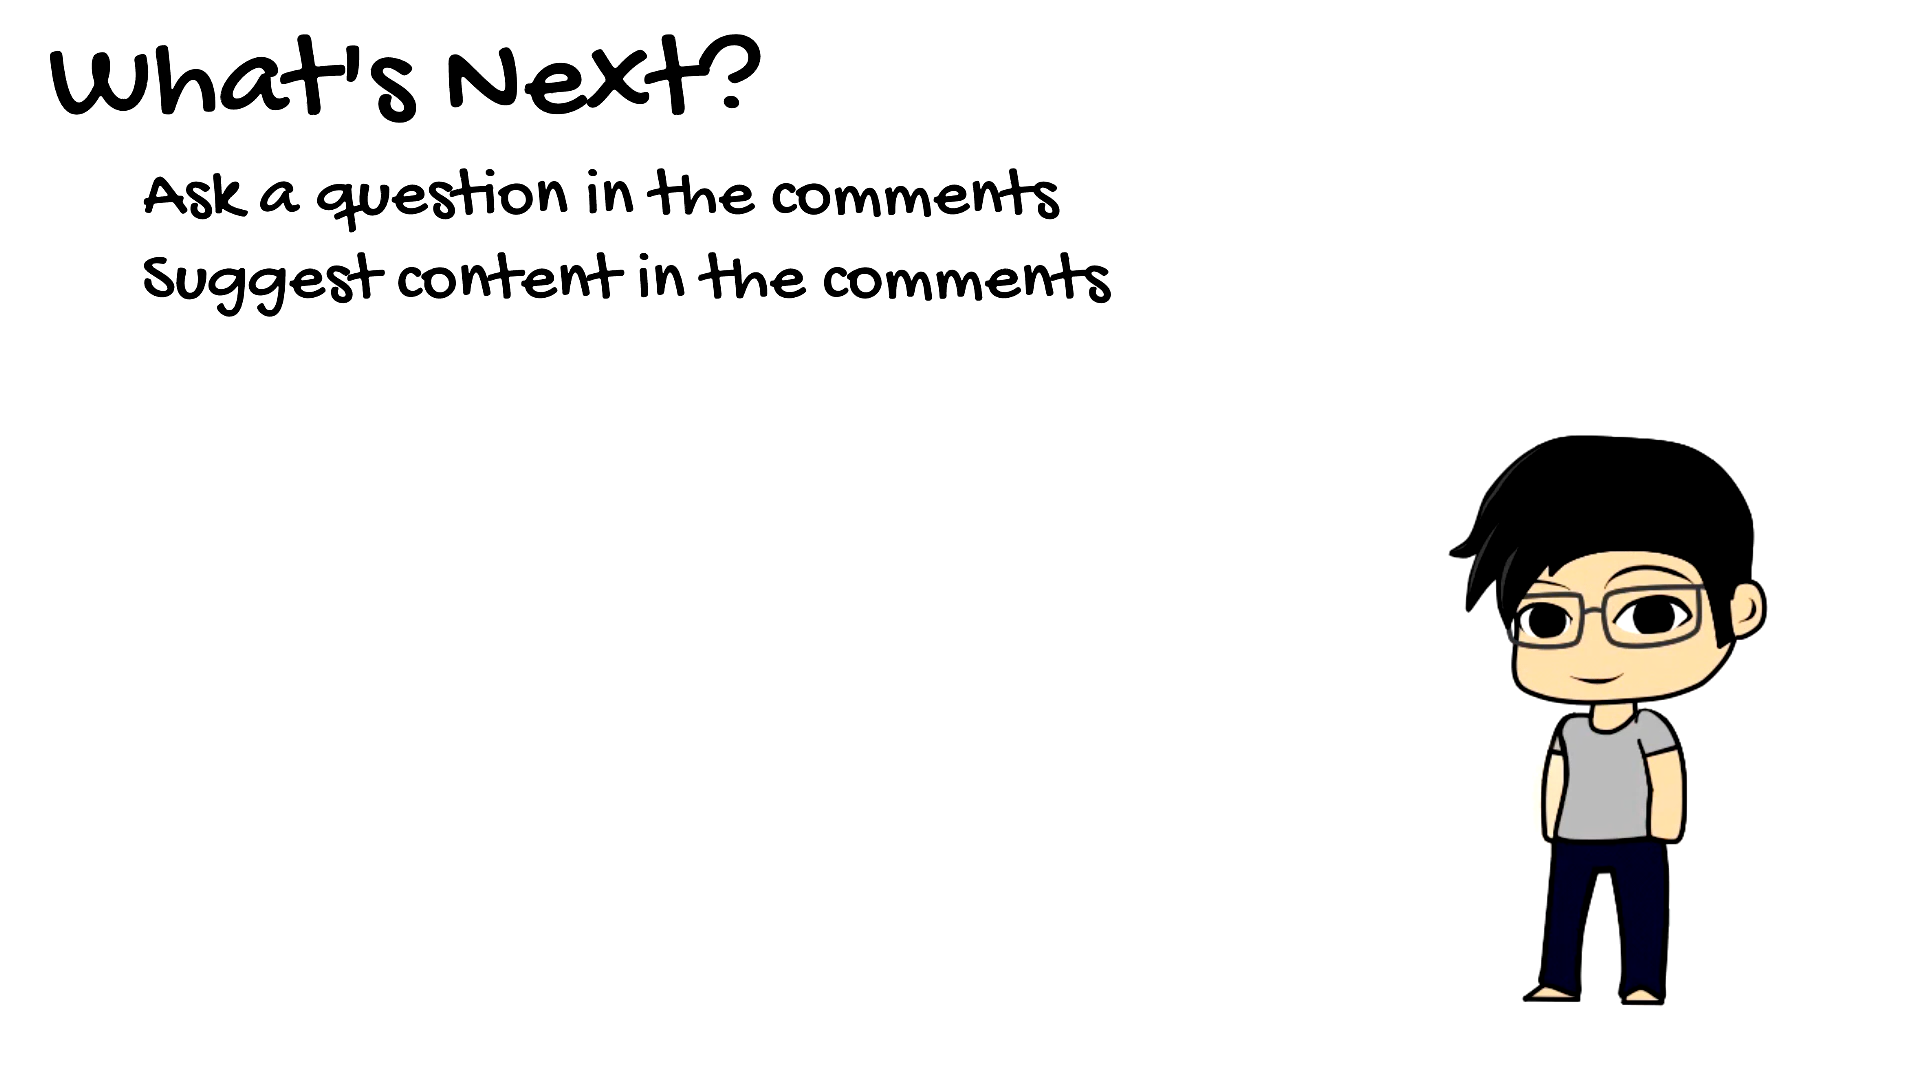 What's Next?
Ask a question in the comments
Suggest content in the comments